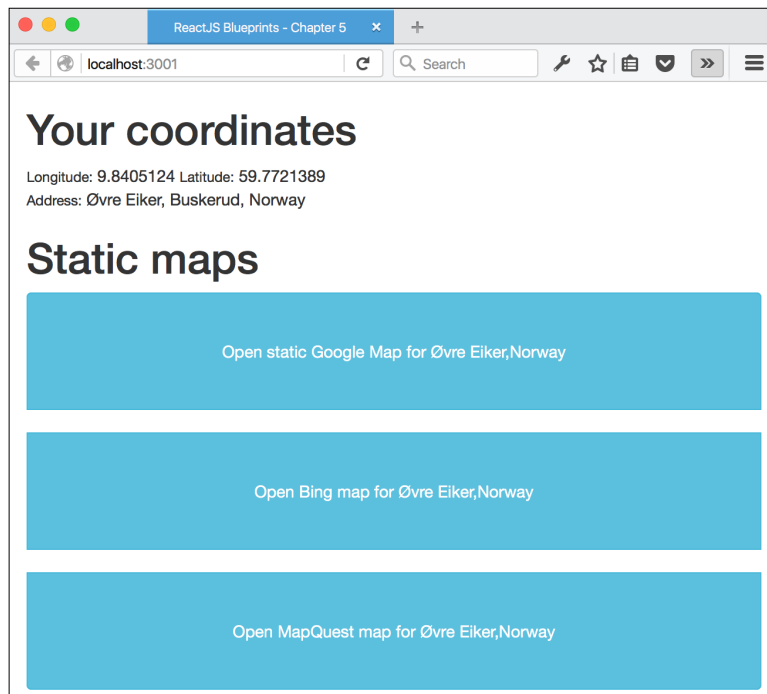 ReactJS Blueprints - Chapter 5
localhost:3001
Search
Your coordinates
Longitude: 9.8405124 Latitude: 59.7721389
Address: Øvre Eiker, Buskerud, Norway
Static maps
Open static Google Map for Øvre Eiker,Norway
Open Bing map for Øvre Eiker,Norway
Open MapQuest map for Øvre Eiker,Norway